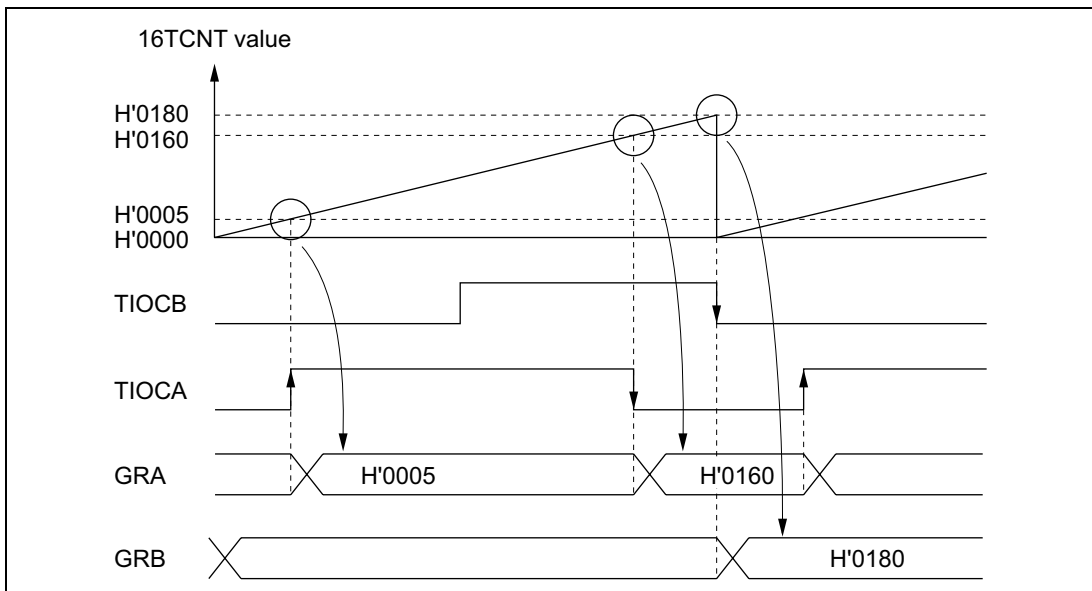 16TCNT value
H'0180
H'0160
H'0005
H'0000
TIOCB
TIOCA
GRA H'0005 H'0160
GRB H'0180